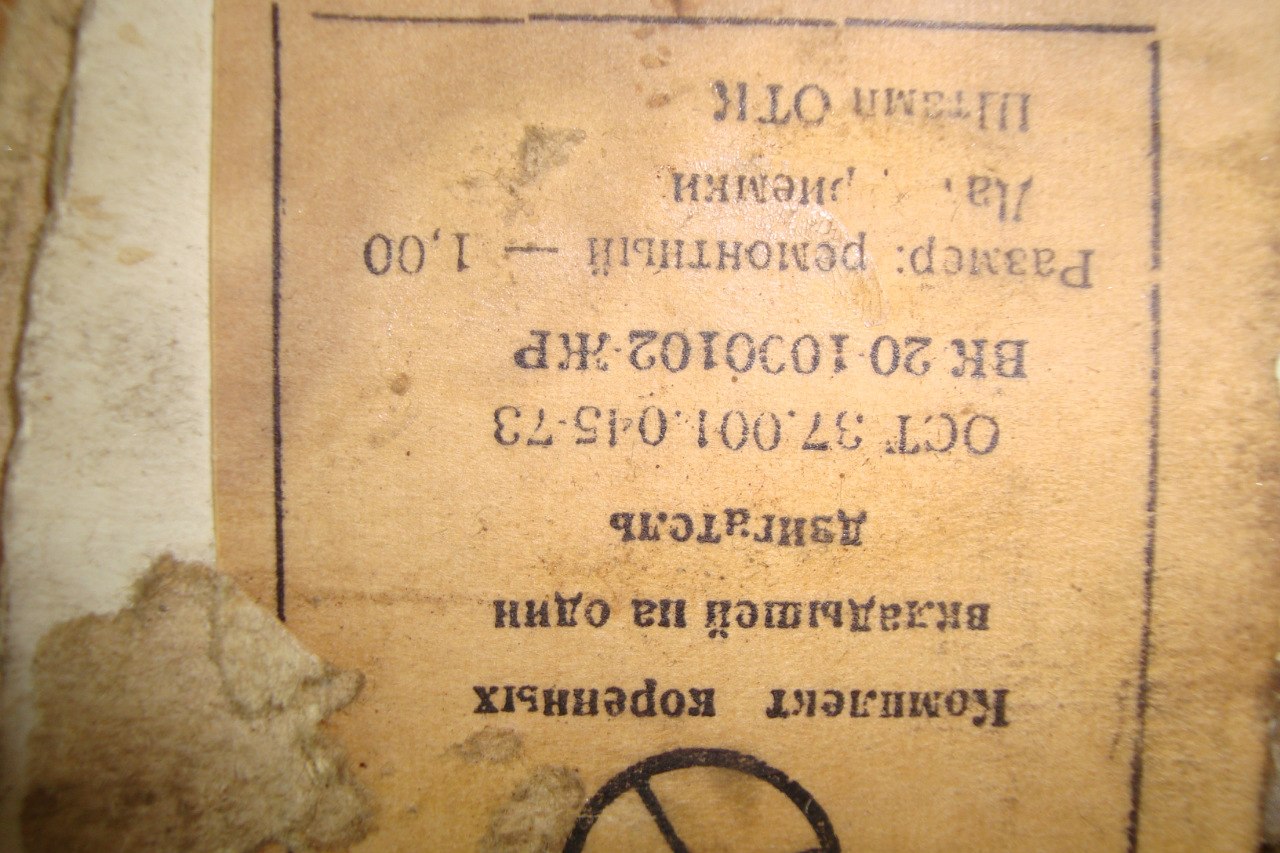 Комплект коренных
вкладышей на один
двигатель
ОСТ 37.001.045-73
ВК 20-1000102-ЖР
Размер: ремонтный — 1,00
Штамп ОТК